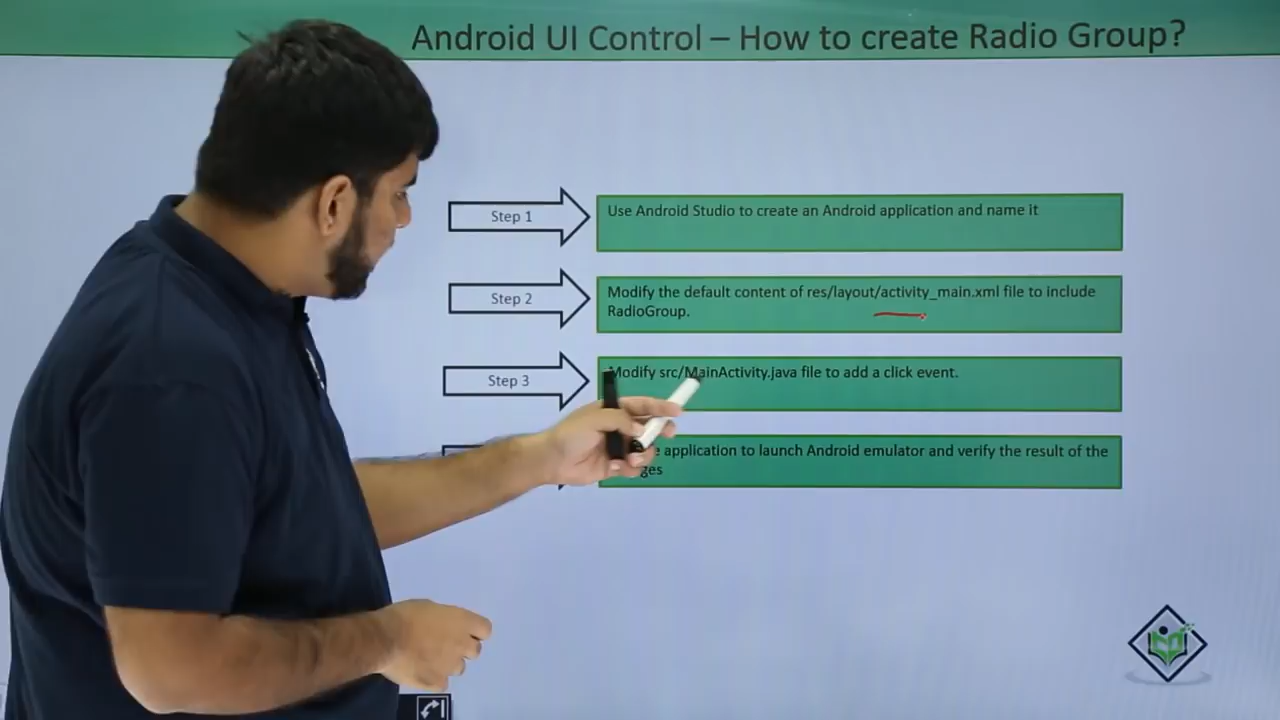 Android UI Control – How to create Radio Group?
Step 1
Use Android Studio to create an Android application and name it
Step 2
Modify the default content of res/layout/activity_main.xml file to include
RadioGroup.
Step 3
Modify src/MainActivity.java file to add a click event.
application to launch Android emulator and verify the result of the